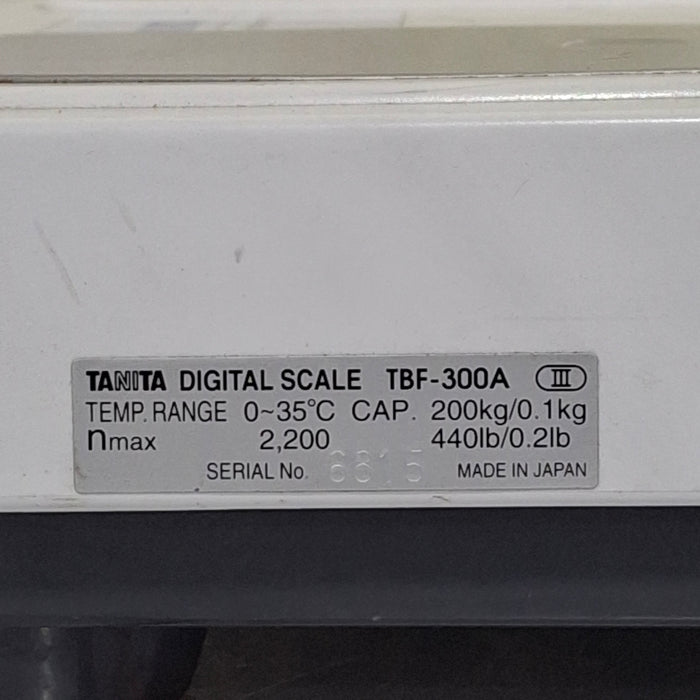 TANITA DIGITAL SCALE TBF-300A III
TEMP. RANGE 0~35°C CAP. 200kg/0.1kg
nmax 2,200 440lb/0.2lb
SERIAL No. 6815 MADE IN JAPAN